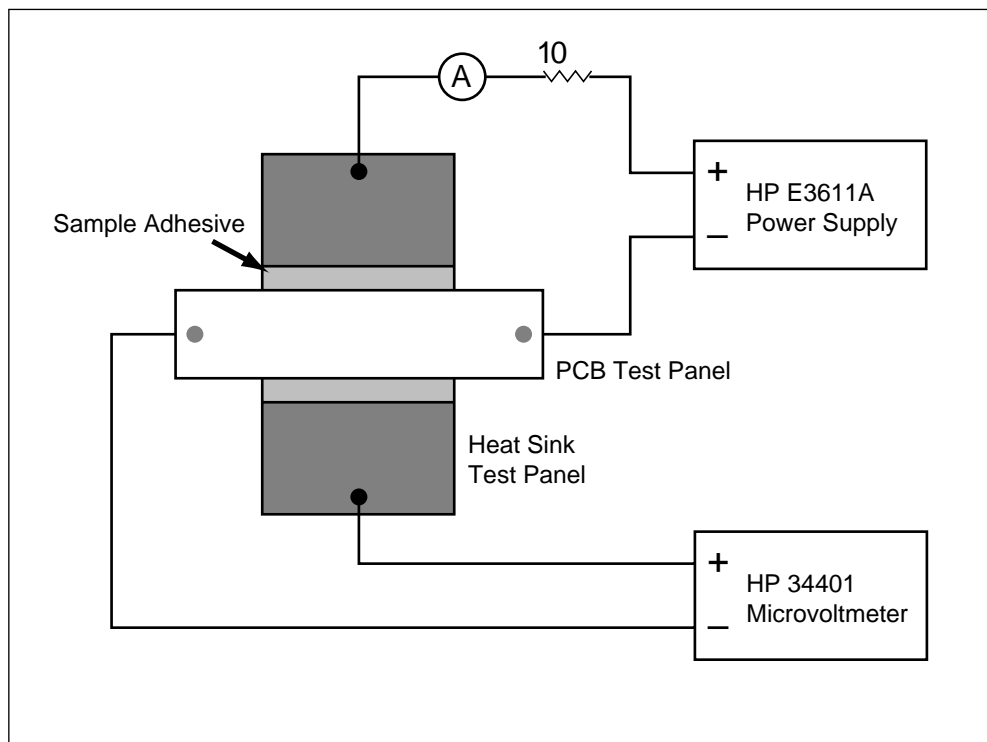 10
A
+
HP E3611A
Power Supply
–
Sample Adhesive
PCB Test Panel
Heat Sink
Test Panel
+
HP 34401
Microvoltmeter
–